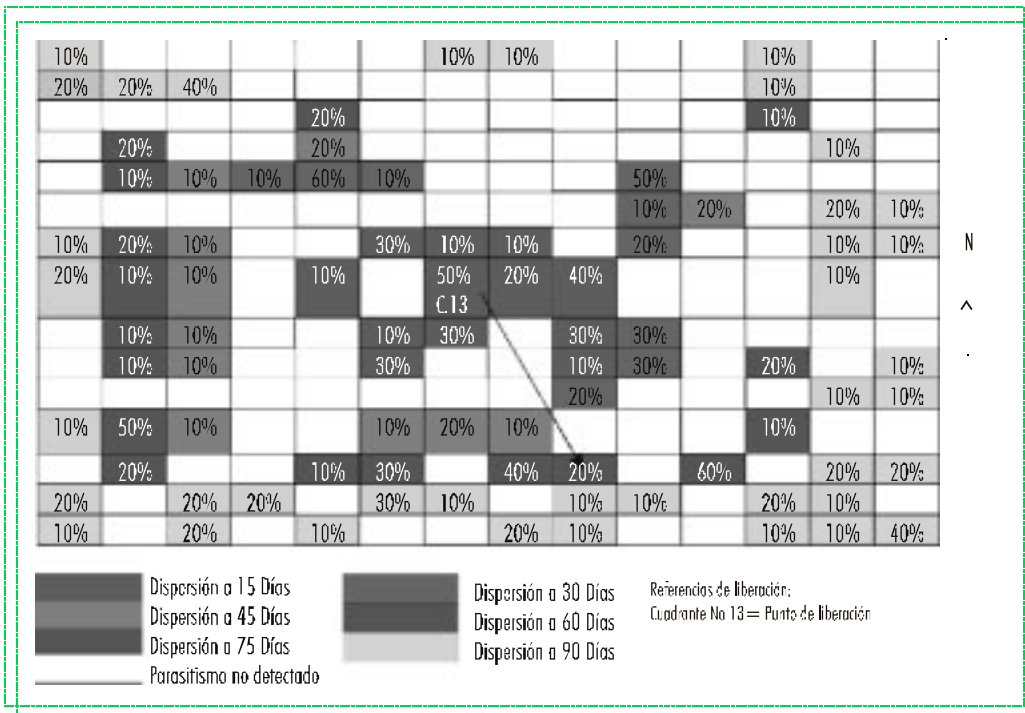 10% 10% 10% 10%
20% 20% 40% 10%
20% 10%
20% 20% 10%
10% 10% 10% 60% 10% 50%
10% 20% 20% 10%
10% 20% 10% 30% 10% 10% 20% 10% 10% N
20% 10% 10% 10% 50% 20% 40% 10%
C.13 ^
10% 10% 10% 30% 30% 30%
10% 10% 30% 10% 30% 20% 10%
20% 10% 10%
10% 50% 10% 10% 20% 10% 10%
20% 10% 30% 40% 20% 60% 20% 20%
20% 20% 20% 30% 10% 10% 10% 20% 10%
10% 20% 10% 20% 10% 10% 10% 40%
Dispersión a 15 Días
Dispersión a 45 Días
Dispersión a 75 Días
Parasitismo no detectado
Dispersión a 30 Días
Dispersión a 60 Días
Dispersión a 90 Días
Referencias de liberación:
Cuadrante No 13 = Punto de liberación